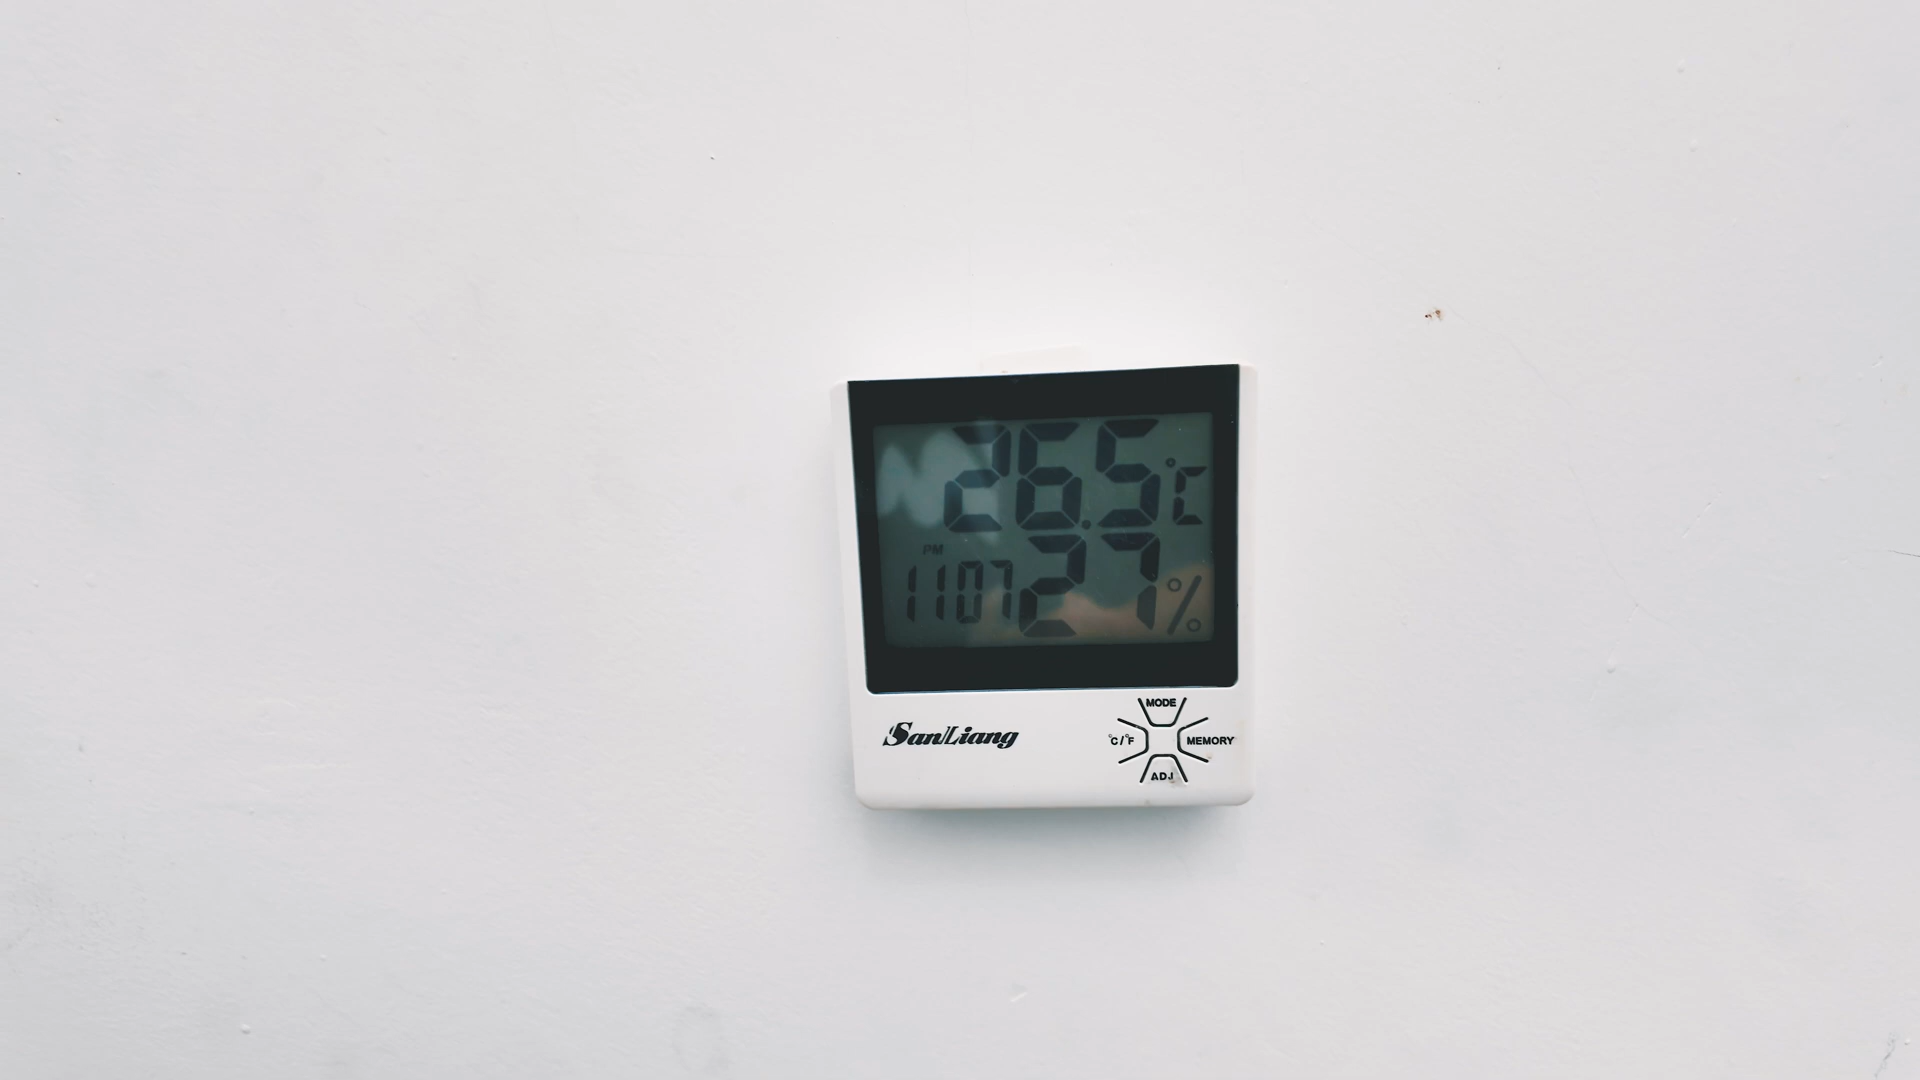 26.5°C
PM
1107 27%
SanLiang
MODE
°C/°F MEMORY
ADJ